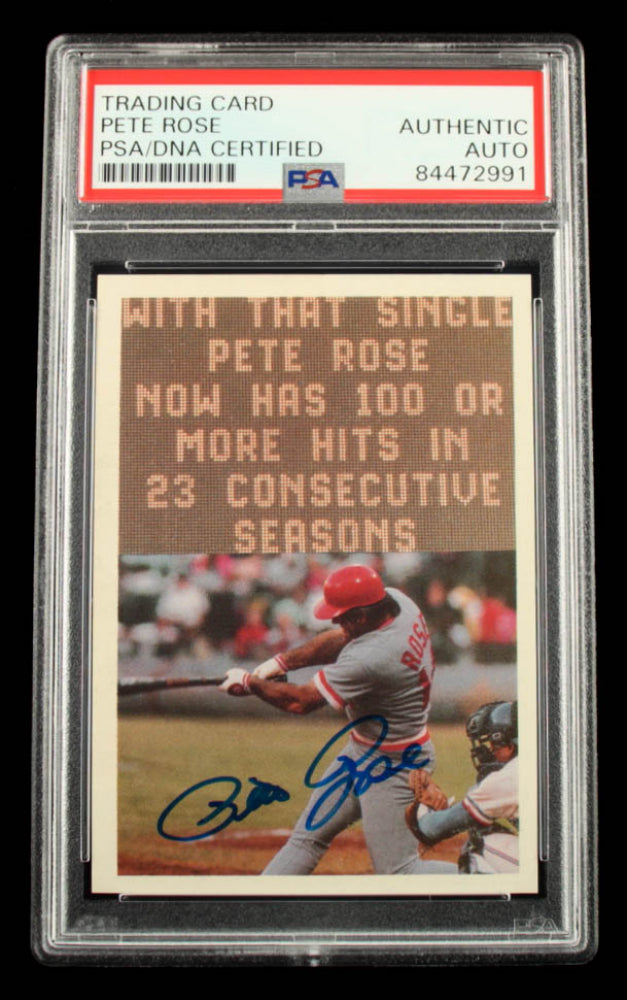 TRADING CARD
PETE ROSE
PSA/DNA CERTIFIED
AUTHENTIC
AUTO
84472991
PSA
WITH THAT SINGLE
PETE ROSE
NOW HAS 100 OR
MORE HITS IN
23 CONSECUTIVE
SEASONS
ROSE
Pete Rose
PSA